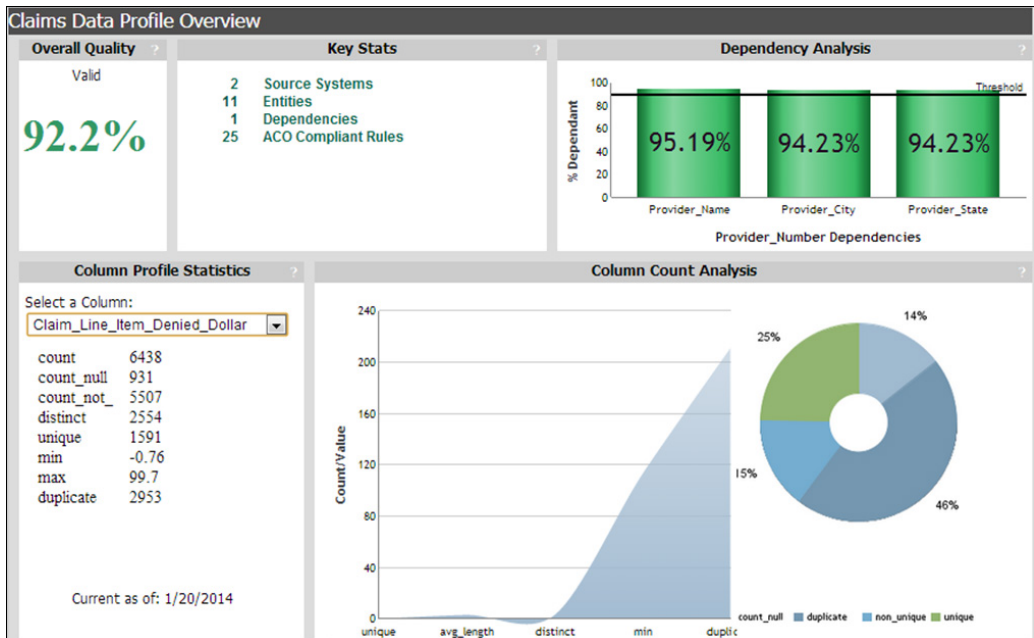 Claims Data Profile Overview
Overall Quality ?
Valid
92.2%
Key Stats ?
2 Source Systems
11 Entities
1 Dependencies
25 ACO Compliant Rules
Dependency Analysis ?
100
80
60
40
20
0
% Dependant
Threshold
95.19%
94.23%
94.23%
Provider_Name
Provider_City
Provider_State
Provider_Number Dependencies
Column Profile Statistics ?
Select a Column:
Claim_Line_Item_Denied_Dollar
count 6438
count_null 931
count_not_ 5507
distinct 2554
unique 1591
min -0.76
max 99.7
duplicate 2953
Current as of: 1/20/2014
Column Count Analysis ?
240
200
160
120
80
40
0
Count/Value
unique
avg_length
distinct
min
duplic
14%
25%
15%
46%
count_null
duplicate
non_unique
unique